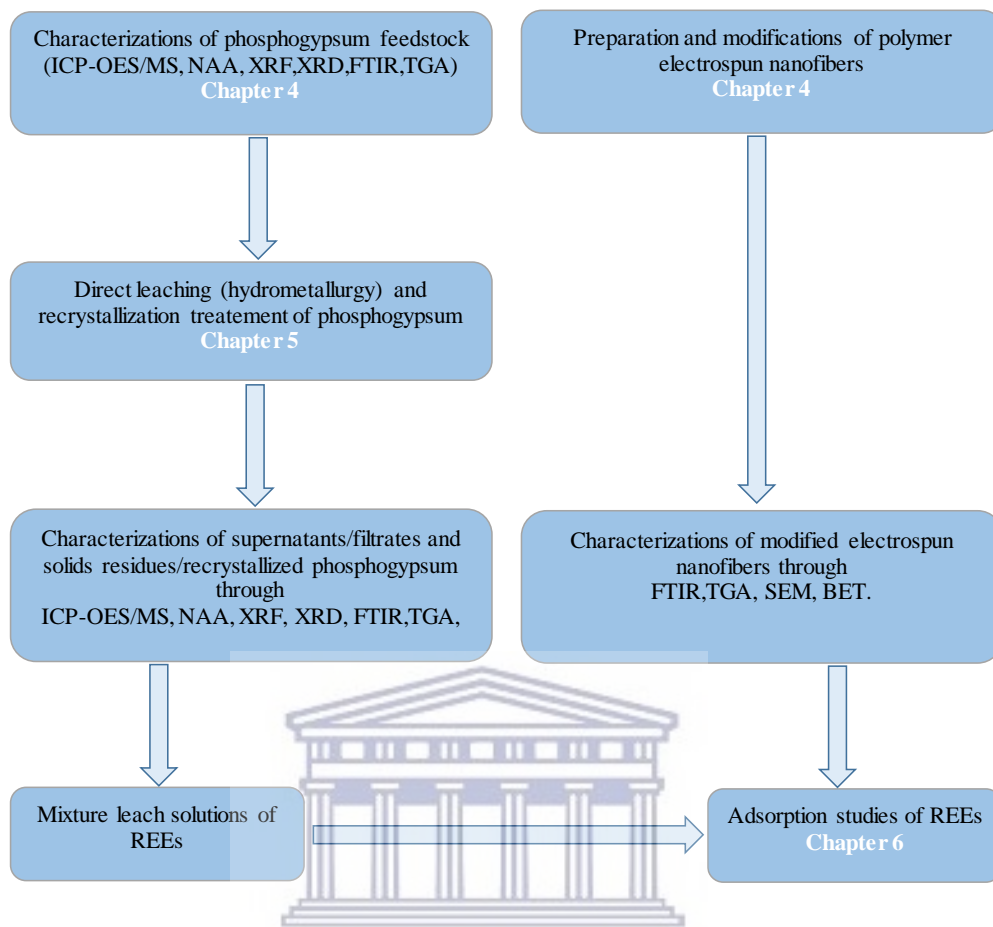 Characterizations of phosphogypsum feedstock
(ICP-OES/MS, NAA, XRF,XRD,FTIR,TGA)
Chapter 4
Preparation and modifications of polymer
electrospun nanofibers
Chapter 4
Direct leaching (hydrometallurgy) and
recrystallization treatement of phosphogypsum
Chapter 5
Characterizations of supernatants/filtrates and
solids residues/recrystallized phosphogypsum
through
ICP-OES/MS, NAA, XRF, XRD, FTIR,TGA,
Characterizations of modified electrospun
nanofibers through
FTIR,TGA, SEM, BET.
Mixture leach solutions of
REEs
Adsorption studies of REEs
Chapter 6